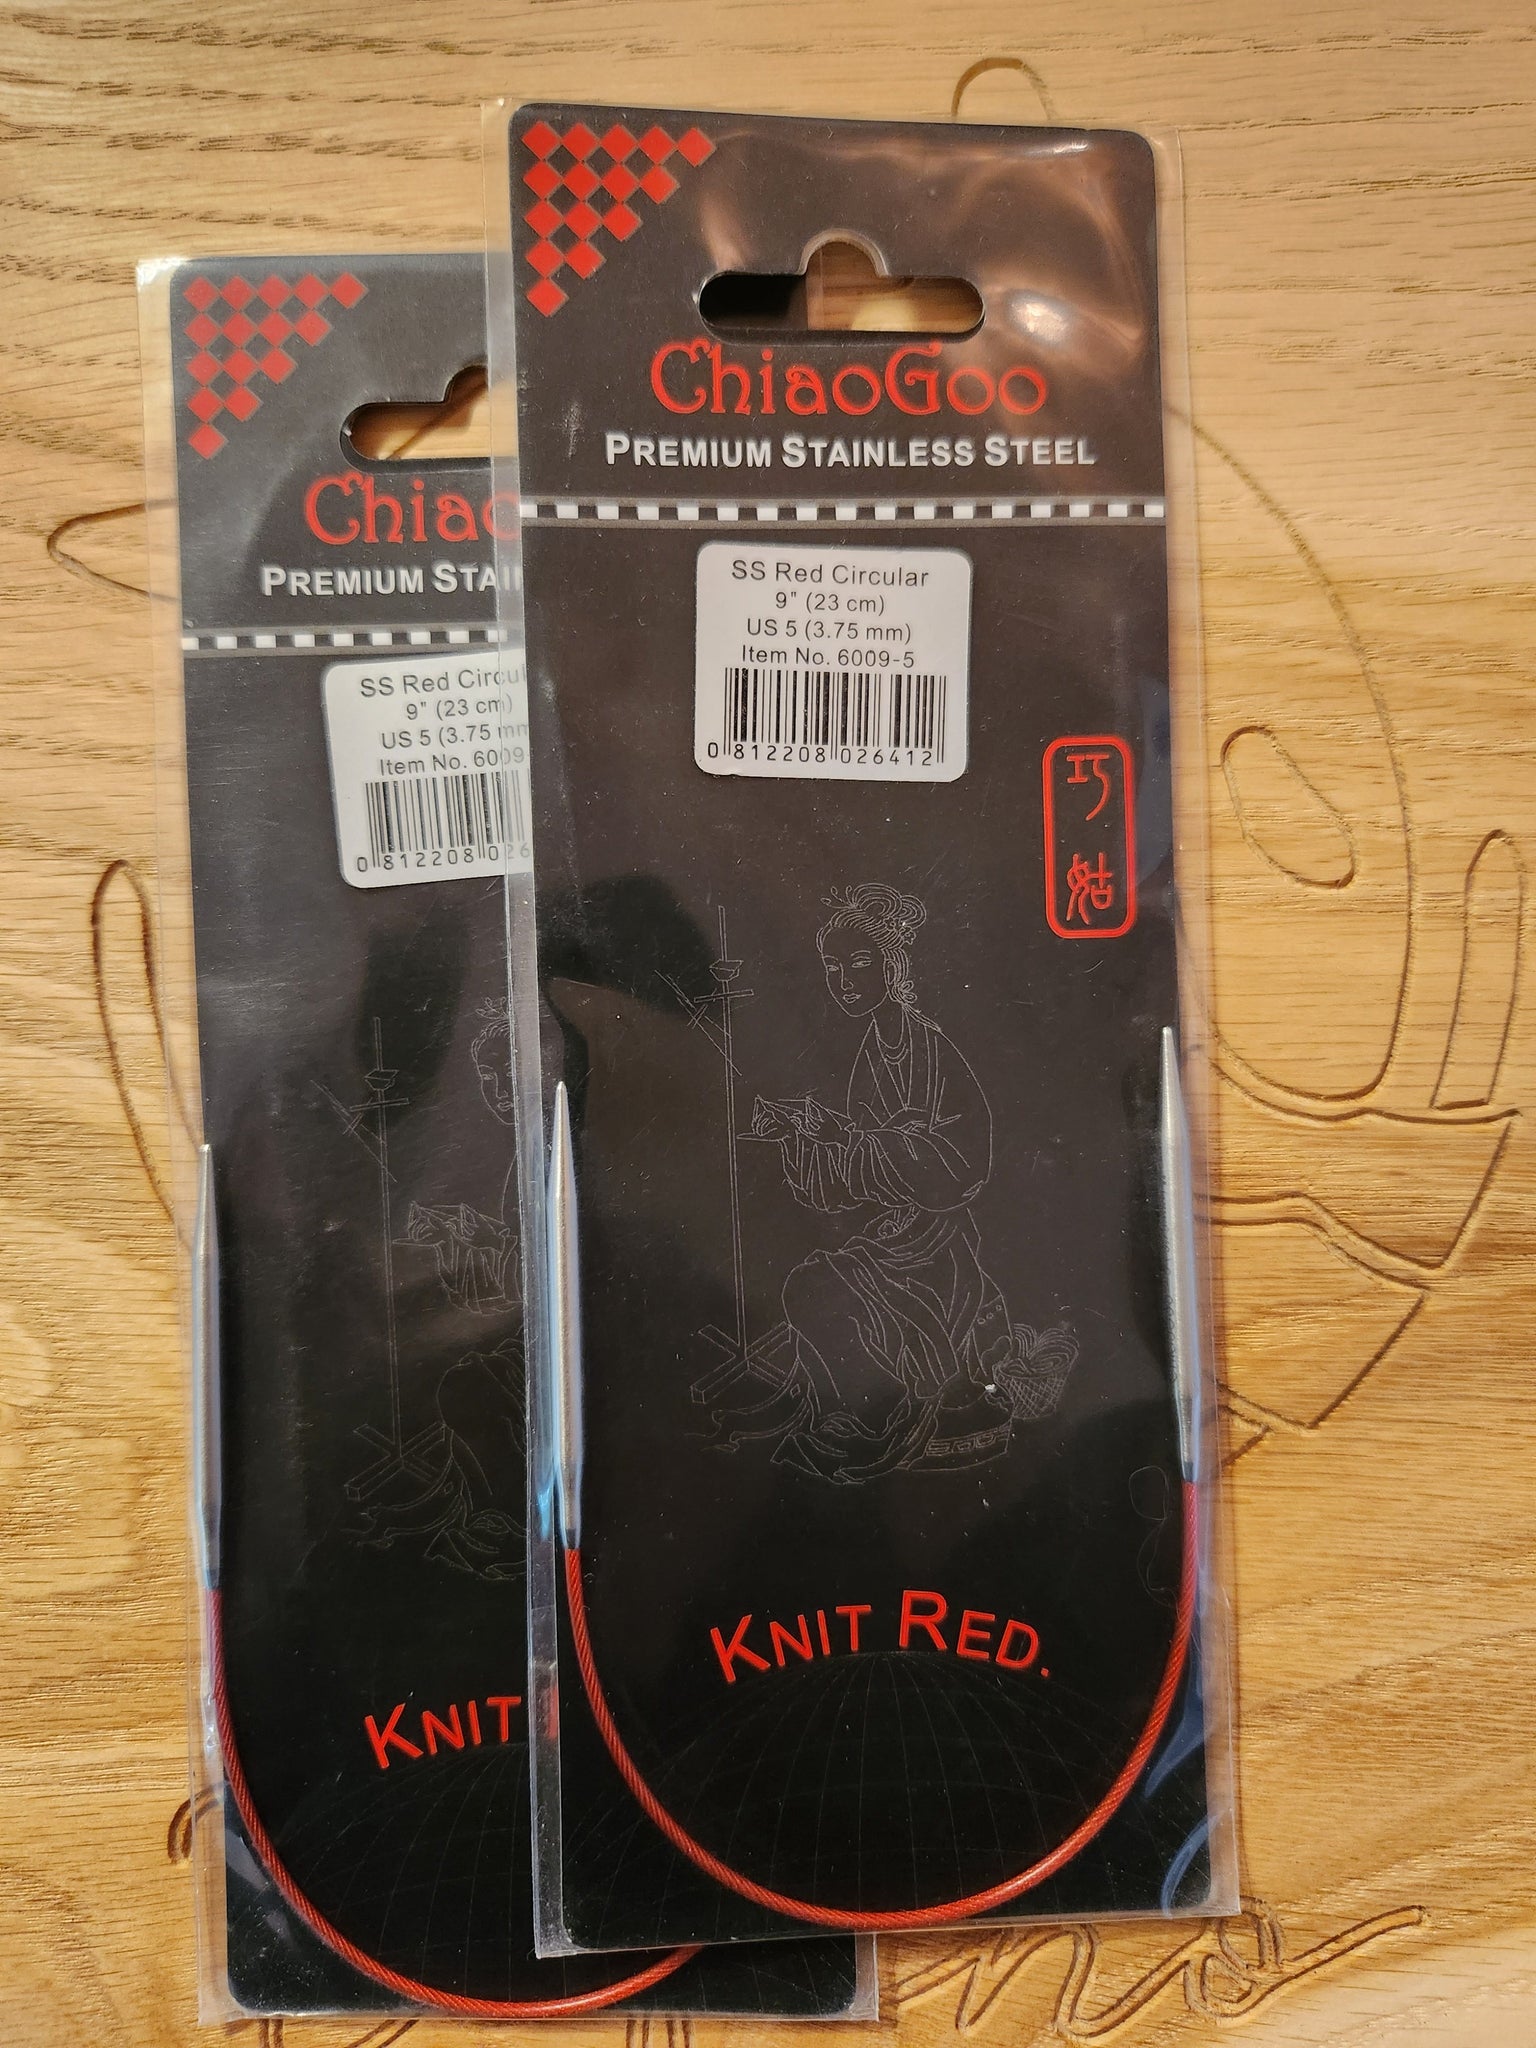 ChiaoGoo
PREMIUM STAINLESS STEEL
SS Red Circular
9" (23 cm)
US 5 (3.75 mm)
Item No. 6009-5
0 812208 026412
巧
姑
KNIT RED.
Chiao
PREMIUM STAI
SS Red Circul
9" (23 cm)
US 5 (3.75 mm
Item No. 6009
0 812208 026
KNIT